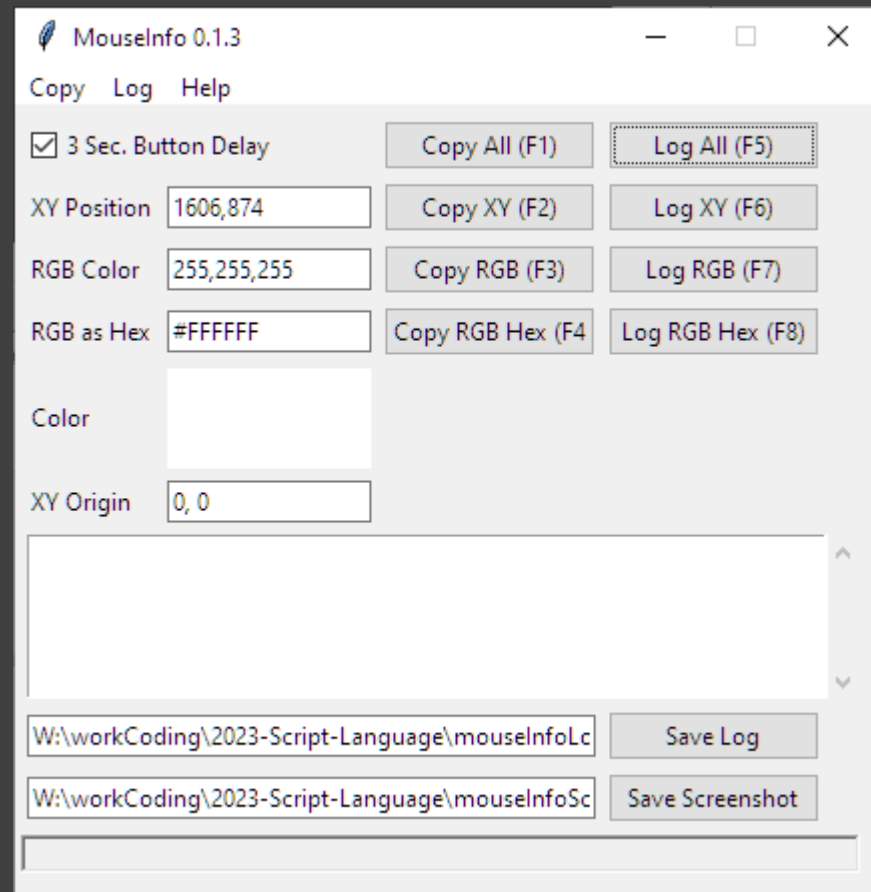 MouseInfo 0.1.3
Copy Log Help
3 Sec. Button Delay Copy All (F1) Log All (F5)
XY Position 1606,874 Copy XY (F2) Log XY (F6)
RGB Color 255,255,255 Copy RGB (F3) Log RGB (F7)
RGB as Hex #FFFFFF Copy RGB Hex (F4 Log RGB Hex (F8)
Color
XY Origin 0, 0
W:\workCoding\2023-Script-Language\mouseInfoLc Save Log
W:\workCoding\2023-Script-Language\mouseInfoSc Save Screenshot